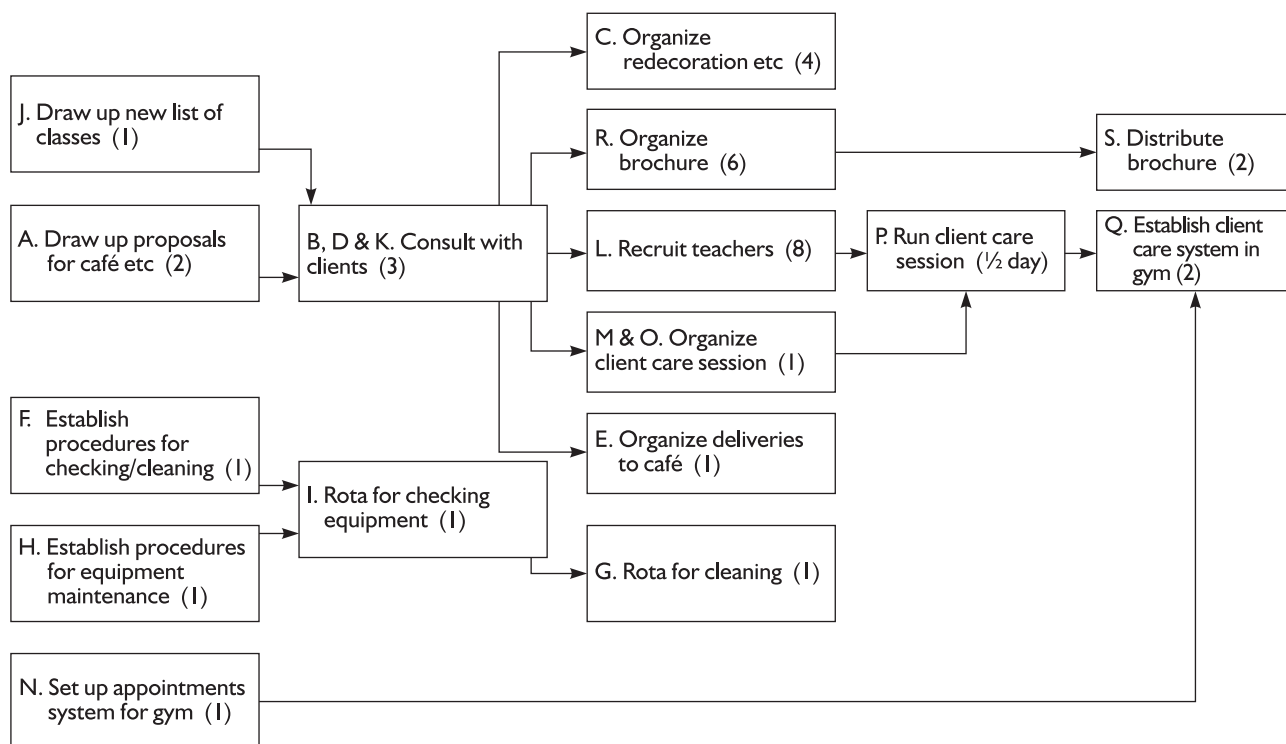 C. Organize
redecoration etc (4)
J. Draw up new list of
classes (1)
R. Organize
brochure (6)
S. Distribute
brochure (2)
A. Draw up proposals
for café etc (2)
B, D & K. Consult with
clients (3)
L. Recruit teachers (8)
P. Run client care
session (½ day)
Q. Establish client
care system in
gym (2)
M & O. Organize
client care session (1)
F. Establish
procedures for
checking/cleaning (1)
E. Organize deliveries
to café (1)
I. Rota for checking
equipment (1)
H. Establish procedures
for equipment
maintenance (1)
G. Rota for cleaning (1)
N. Set up appointments
system for gym (1)